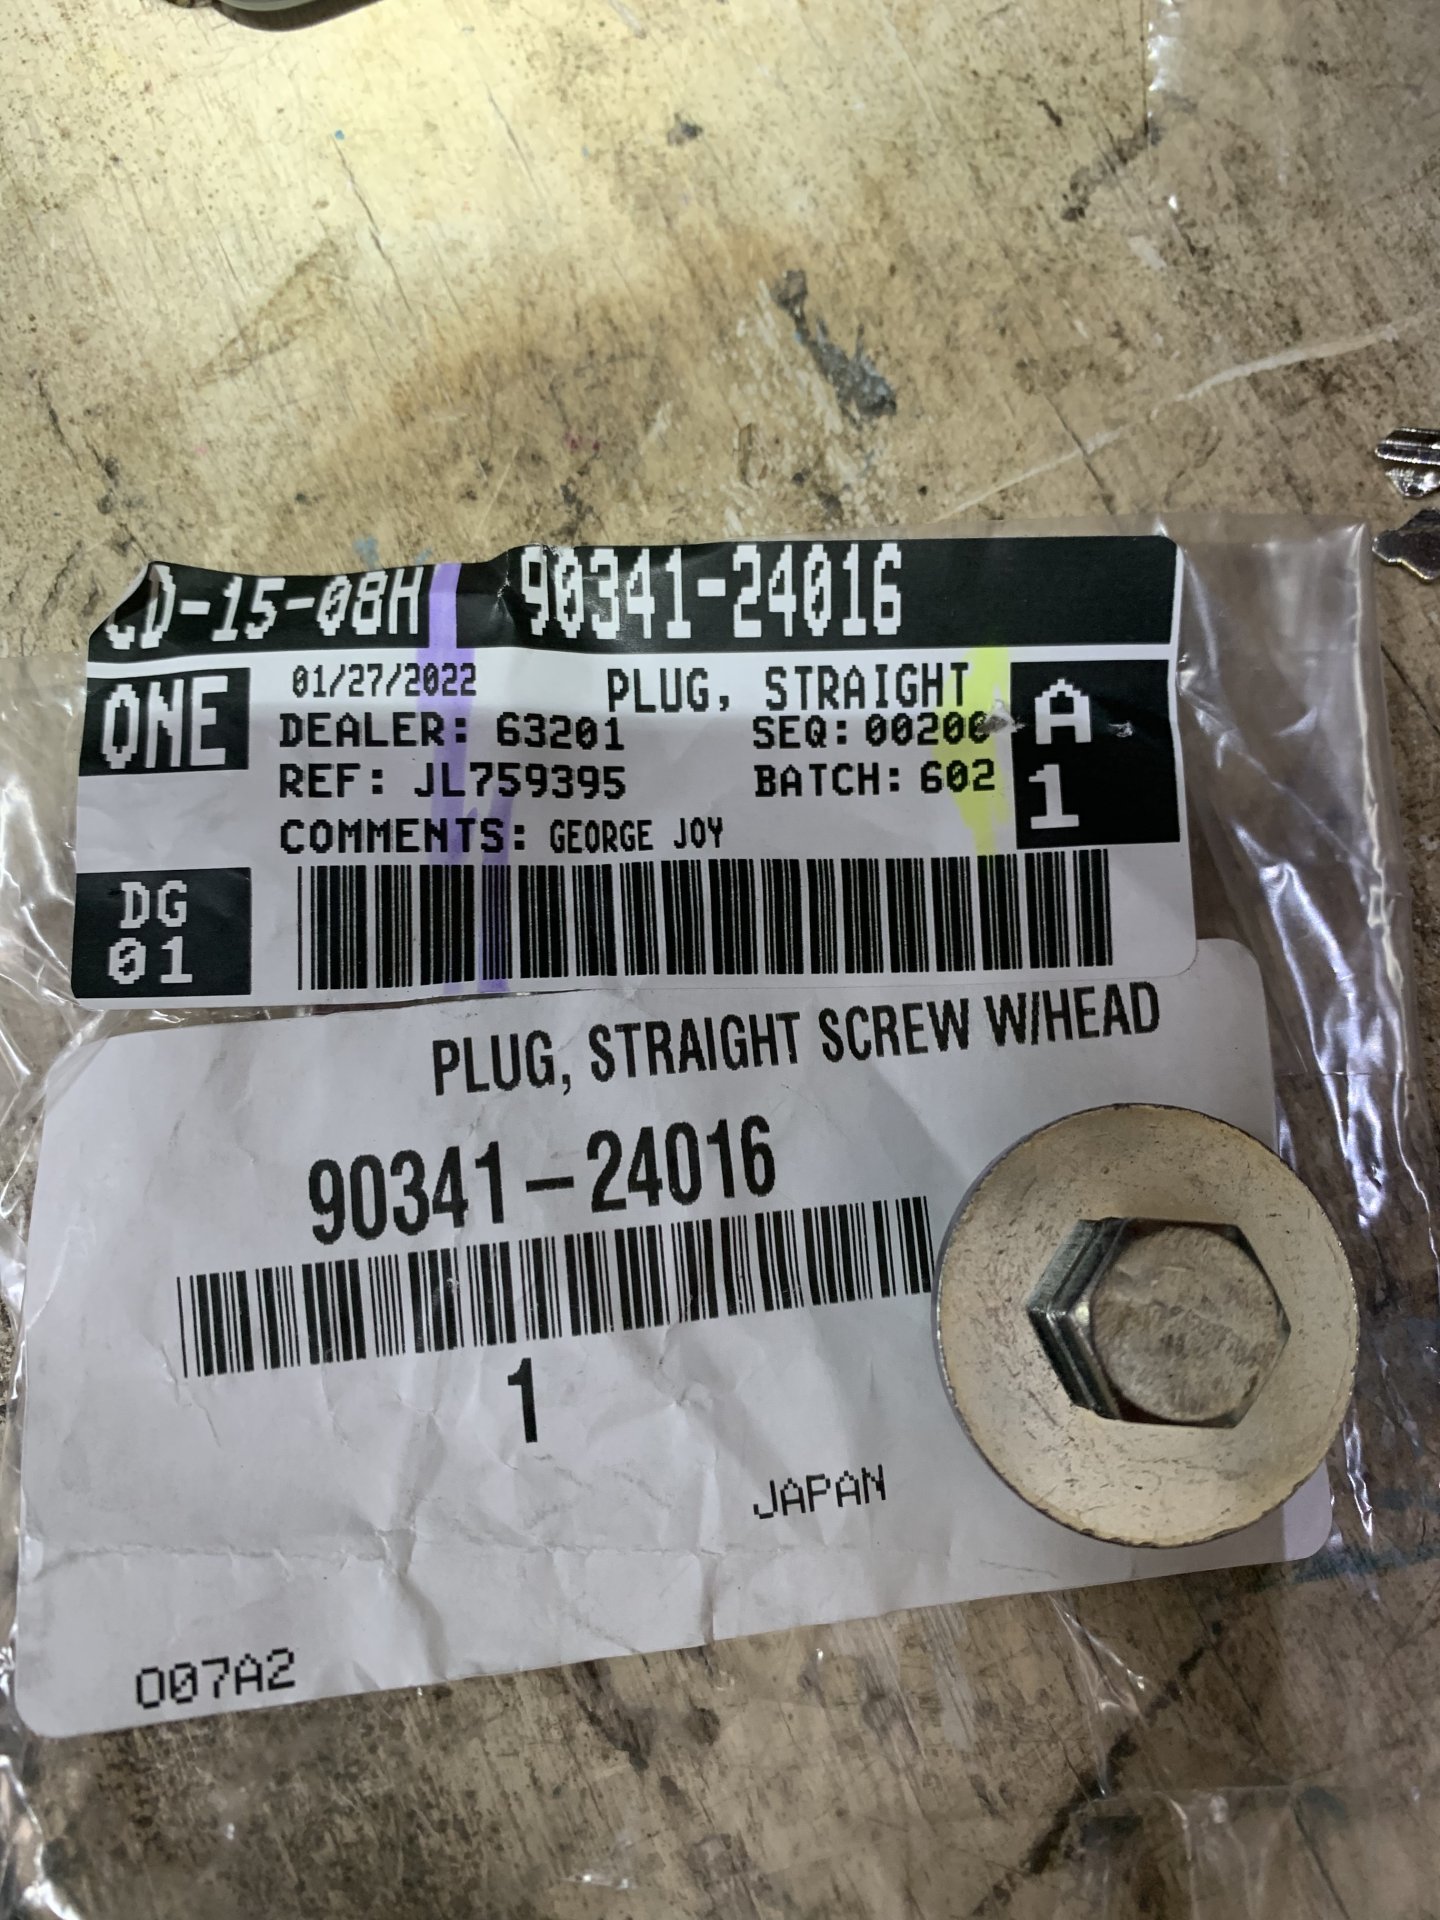 CD-15-08H 90341-24016
ONE
01/27/2022 PLUG, STRAIGHT
DEALER: 63201 SEQ: 00200
REF: JL759395 BATCH: 602
COMMENTS: GEORGE JOY
A
1
DG
01
PLUG, STRAIGHT SCREW W/HEAD
90341-24016
1
JAPAN
007A2